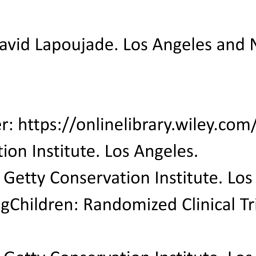 avid Lapoujade. Los Angeles and N
er: https://onlinelibrary.wiley.com/
tion Institute. Los Angeles.
Getty Conservation Institute. Los
gChildren: Randomized Clinical Tri
Getty Conservation Institute. Los